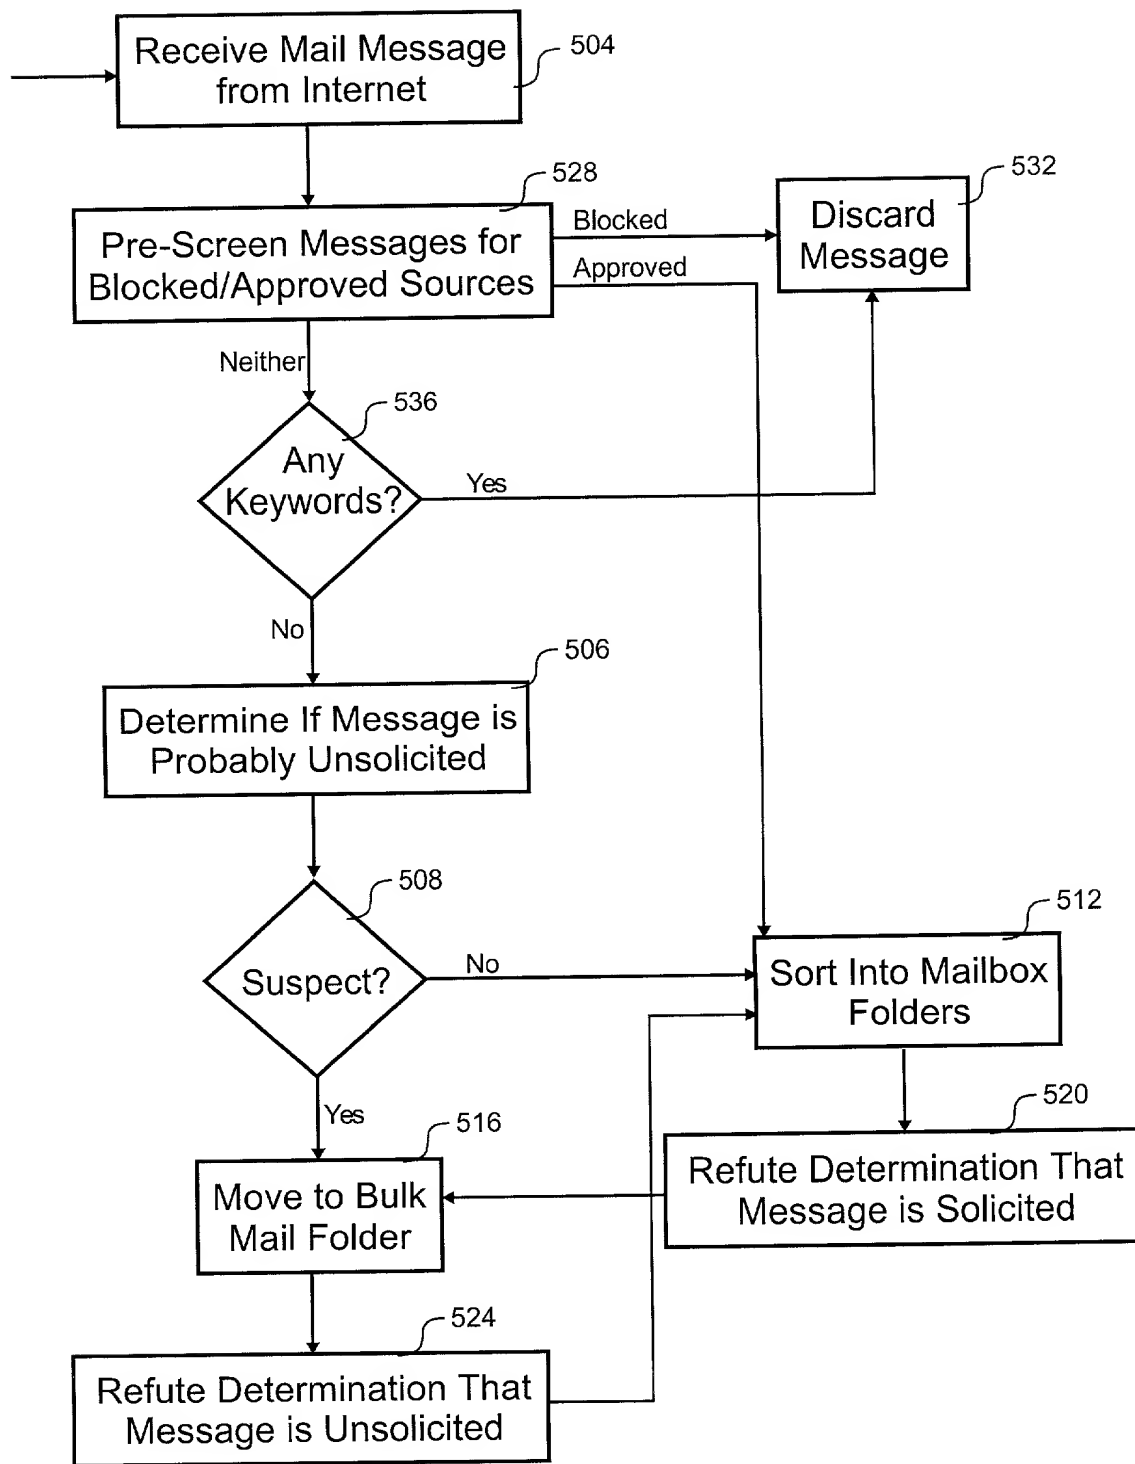 Receive Mail Message
from Internet
504
528
Pre-Screen Messages for
Blocked/Approved Sources
Blocked
Approved
532
Discard
Message
Neither
536
Any
Keywords?
Yes
No
506
Determine If Message is
Probably Unsolicited
508
Suspect?
No
512
Sort Into Mailbox
Folders
Yes
516
Move to Bulk
Mail Folder
520
Refute Determination That
Message is Solicited
524
Refute Determination That
Message is Unsolicited